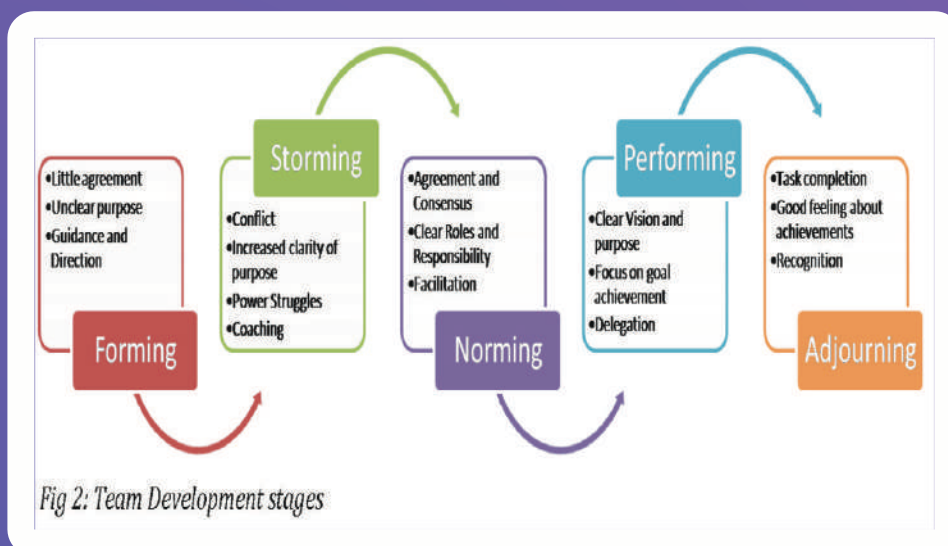 •Little agreement
•Unclear purpose
•Guidance and
Direction
Forming
Storming
•Conflict
•Increased clarity of
purpose
•Power Struggles
•Coaching
•Agreement and
Consensus
•Clear Roles and
Responsibility
•Facilitation
Norming
Performing
•Clear Vision and
purpose
•Focus on goal
achievement
•Delegation
•Task completion
•Good feeling about
achievements
•Recognition
Adjourning
Fig 2: Team Development stages